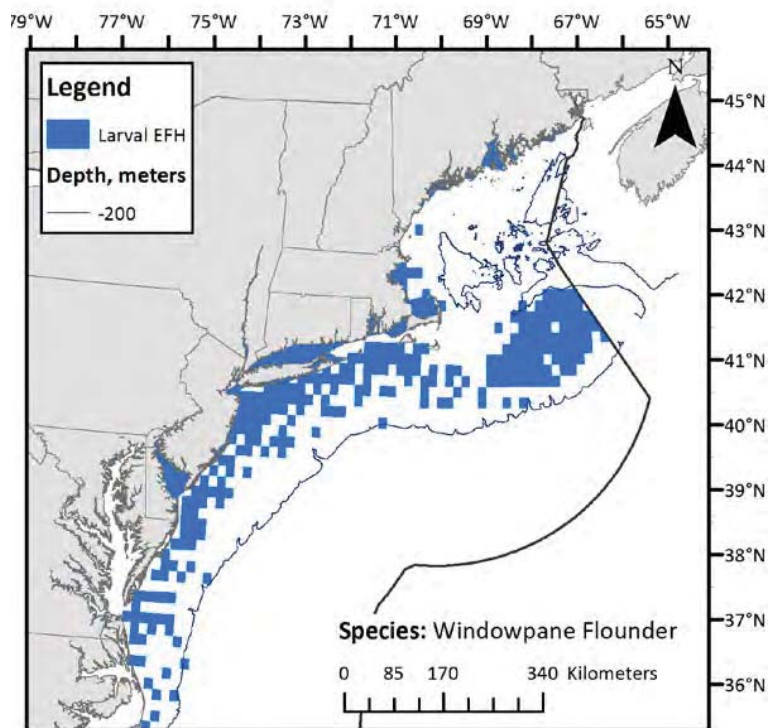 79°W 77°W 75°W 73°W 71°W 69°W 67°W 65°W
Legend
Larval EFH
Depth, meters
-200
N
45°N
44°N
43°N
42°N
41°N
40°N
39°N
38°N
37°N
36°N
Species: Windowpane Flounder
0 85 170 340 Kilometers